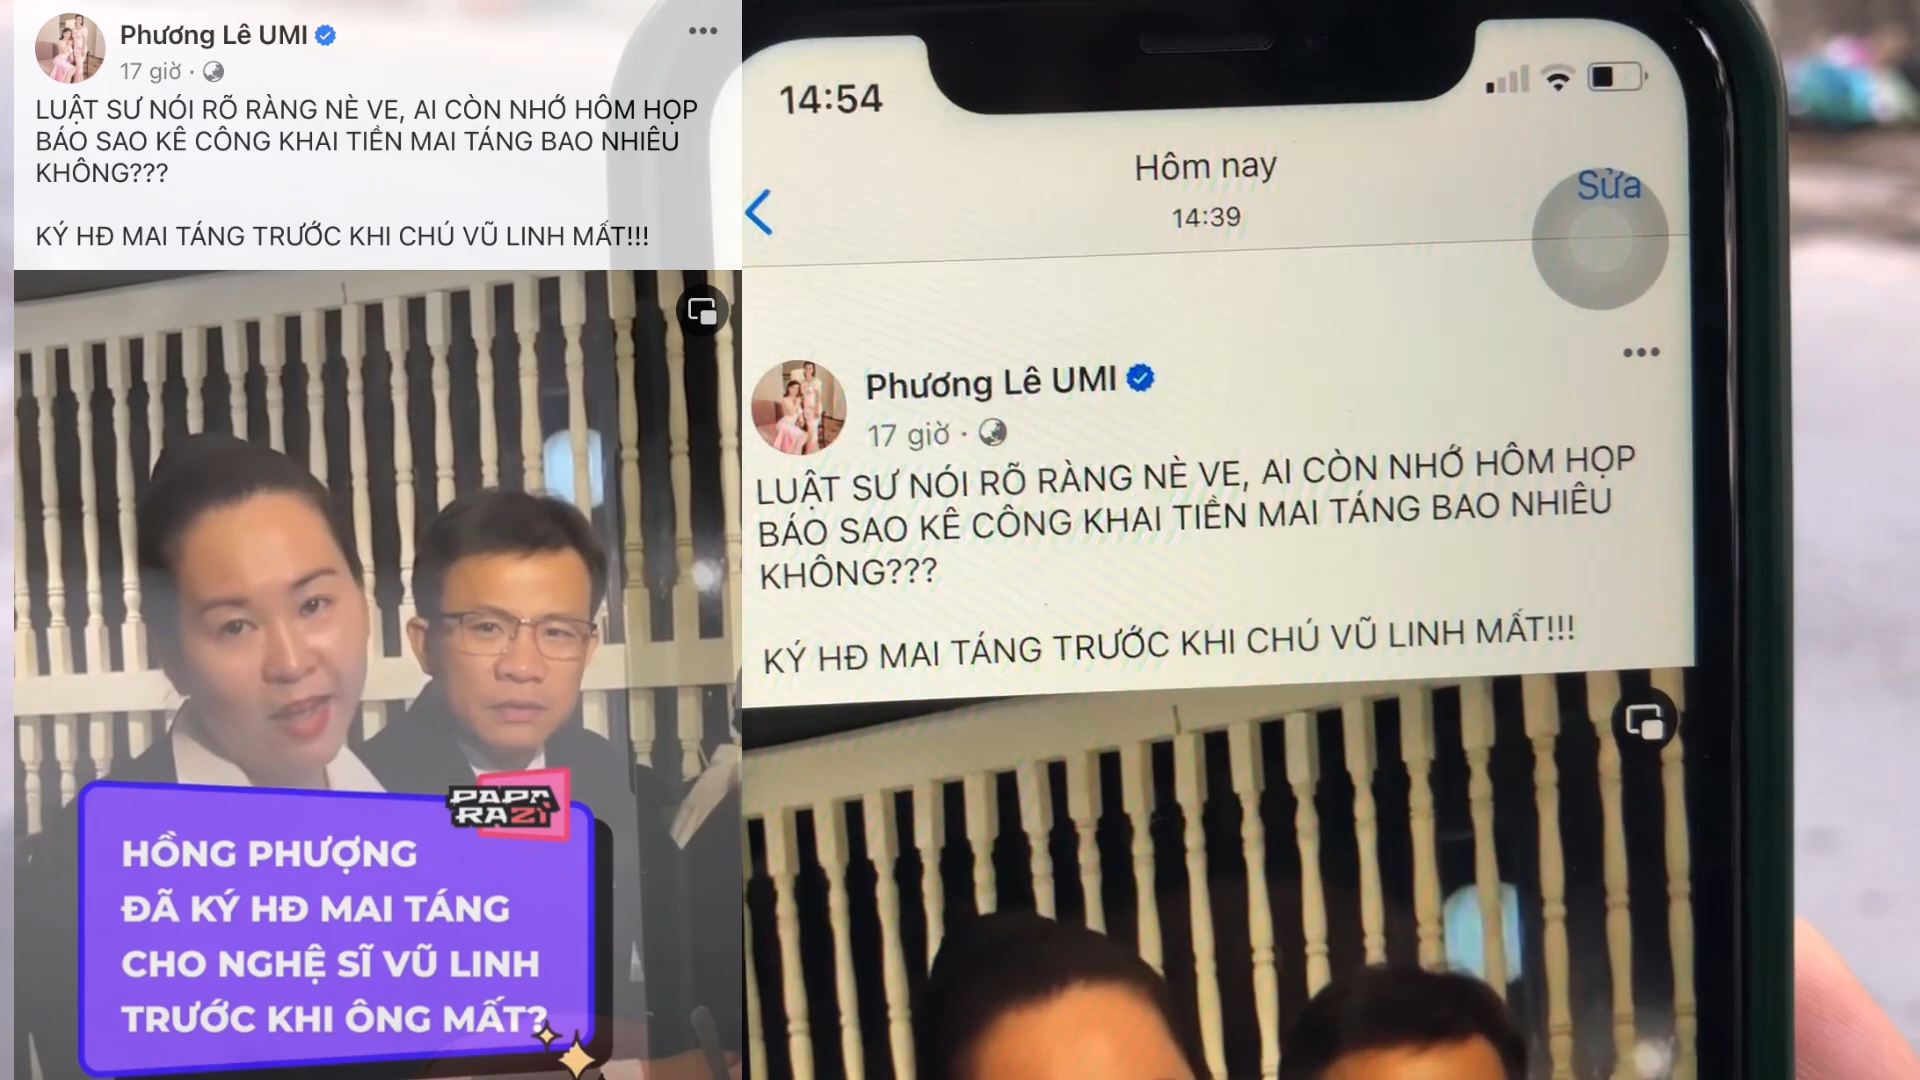 Phương Lê UMI
17 giờ ·
LUẬT SƯ NÓI RÕ RÀNG NÈ VE, AI CÒN NHỚ HÔM HỌP
BÁO SAO KÊ CÔNG KHAI TIỀN MAI TÁNG BAO NHIÊU
KHÔNG???
KÝ HĐ MAI TÁNG TRƯỚC KHI CHÚ VŨ LINH MẤT!!!
PAPA
RAZI
HỒNG PHƯỢNG
ĐÃ KÝ HĐ MAI TÁNG
CHO NGHỆ SĨ VŨ LINH
TRƯỚC KHI ÔNG MẤT?
14:54
Hôm nay
14:39
Sửa
Phương Lê UMI
17 giờ ·
LUẬT SƯ NÓI RÕ RÀNG NÈ VE, AI CÒN NHỚ HÔM HỌP
BÁO SAO KÊ CÔNG KHAI TIỀN MAI TÁNG BAO NHIÊU
KHÔNG???
KÝ HĐ MAI TÁNG TRƯỚC KHI CHÚ VŨ LINH MẤT!!!